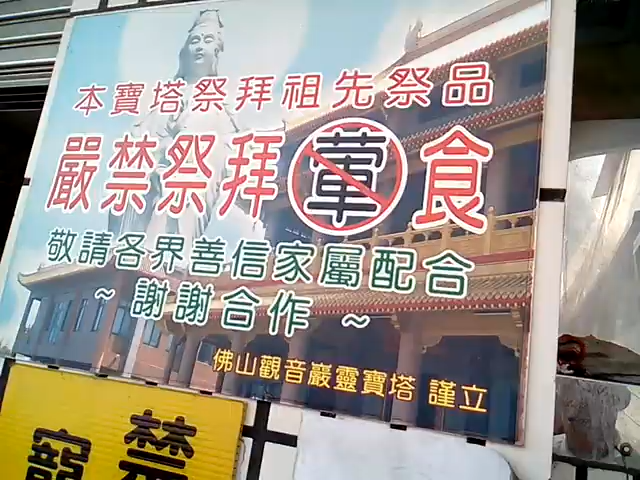 本寶塔祭拜祖先祭品
嚴禁祭拜葷食
敬請各界善信家屬配合
~ 謝謝合作 ~
佛山觀音巖靈寶塔 謹立
禁
寵